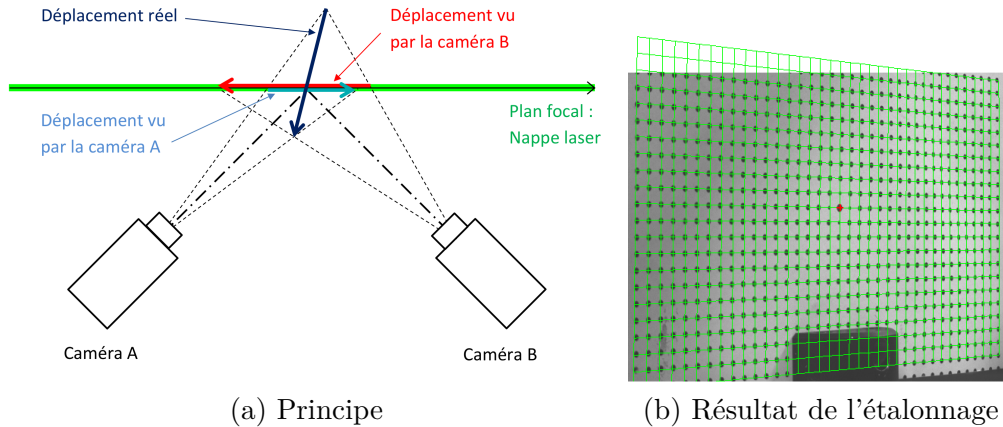 Déplacement réel
Déplacement vu
par la caméra B
Déplacement vu
par la caméra A
Plan focal :
Nappe laser
Caméra A
Caméra B
(a) Principe
(b) Résultat de l'étalonnage